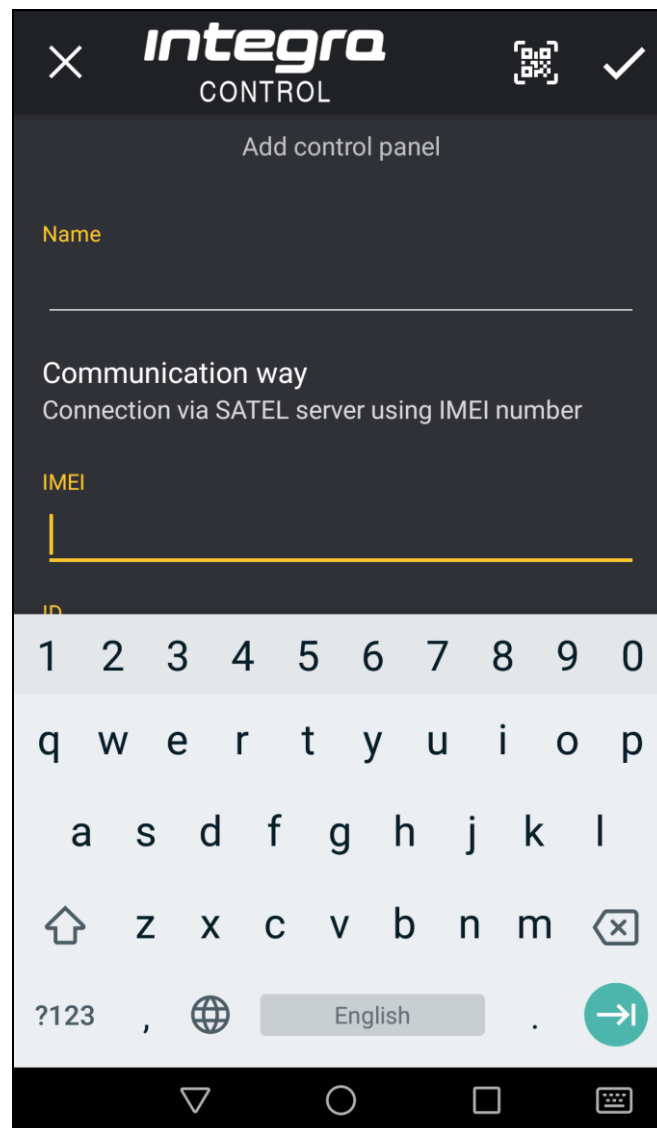 Integra
CONTROL
Add control panel
Name
Communication way
Connection via SATEL server using IMEI number
IMEI
ID
1 2 3 4 5 6 7 8 9 0
q w e r t y u i o p
a s d f g h j k l
z x c v b n m
?123 , English .